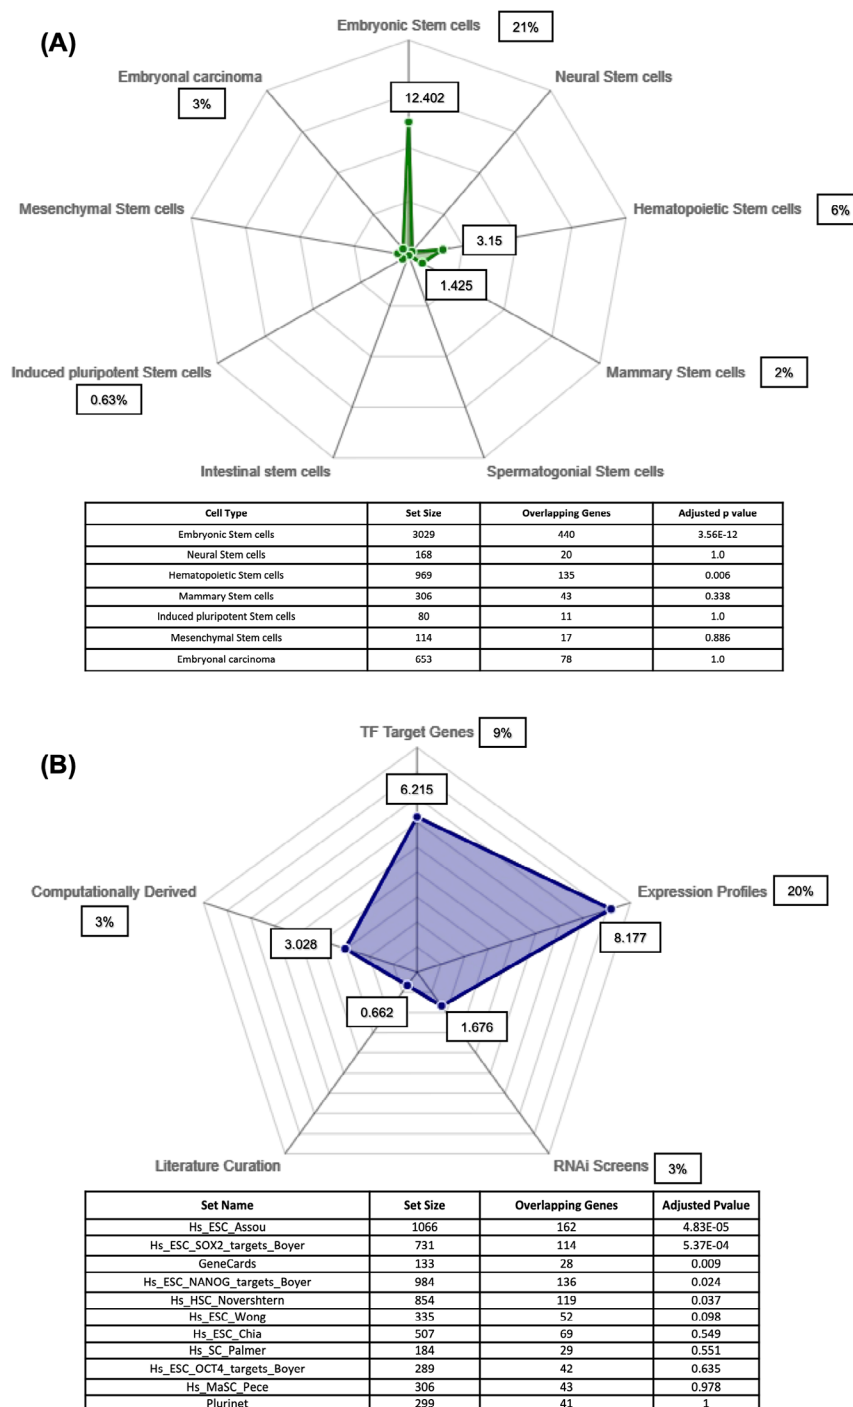 (A)
Embryonic Stem cells 21%
Embryonal carcinoma
3%
Neural Stem cells
12.402
Mesenchymal Stem cells
Hematopoietic Stem cells 6%
3.15
1.425
Induced pluripotent Stem cells
0.63%
Mammary Stem cells 2%
Intestinal stem cells
Spermatogonial Stem cells
Cell Type Set Size Overlapping Genes Adjusted p value
Embryonic Stem cells 3029 440 3.56E-12
Neural Stem cells 168 20 1.0
Hematopoietic Stem cells 969 135 0.006
Mammary Stem cells 306 43 0.338
Induced pluripotent Stem cells 80 11 1.0
Mesenchymal Stem cells 114 17 0.886
Embryonal carcinoma 653 78 1.0
(B)
TF Target Genes 9%
6.215
Computationally Derived
3%
Expression Profiles 20%
3.028
8.177
0.662
1.676
Literature Curation
RNAi Screens 3%
Set Name Set Size Overlapping Genes Adjusted Pvalue
Hs_ESC_Assou 1066 162 4.83E-05
Hs_ESC_SOX2_targets_Boyer 731 114 5.37E-04
GeneCards 133 28 0.009
Hs_ESC_NANOG_targets_Boyer 984 136 0.024
Hs_HSC_Novershtern 854 119 0.037
Hs_ESC_Wong 335 52 0.098
Hs_ESC_Chia 507 69 0.549
Hs_SC_Palmer 184 29 0.551
Hs_ESC_OCT4_targets_Boyer 289 42 0.635
Hs_MaSC_Pece 306 43 0.978
Plurinet 299 41 1